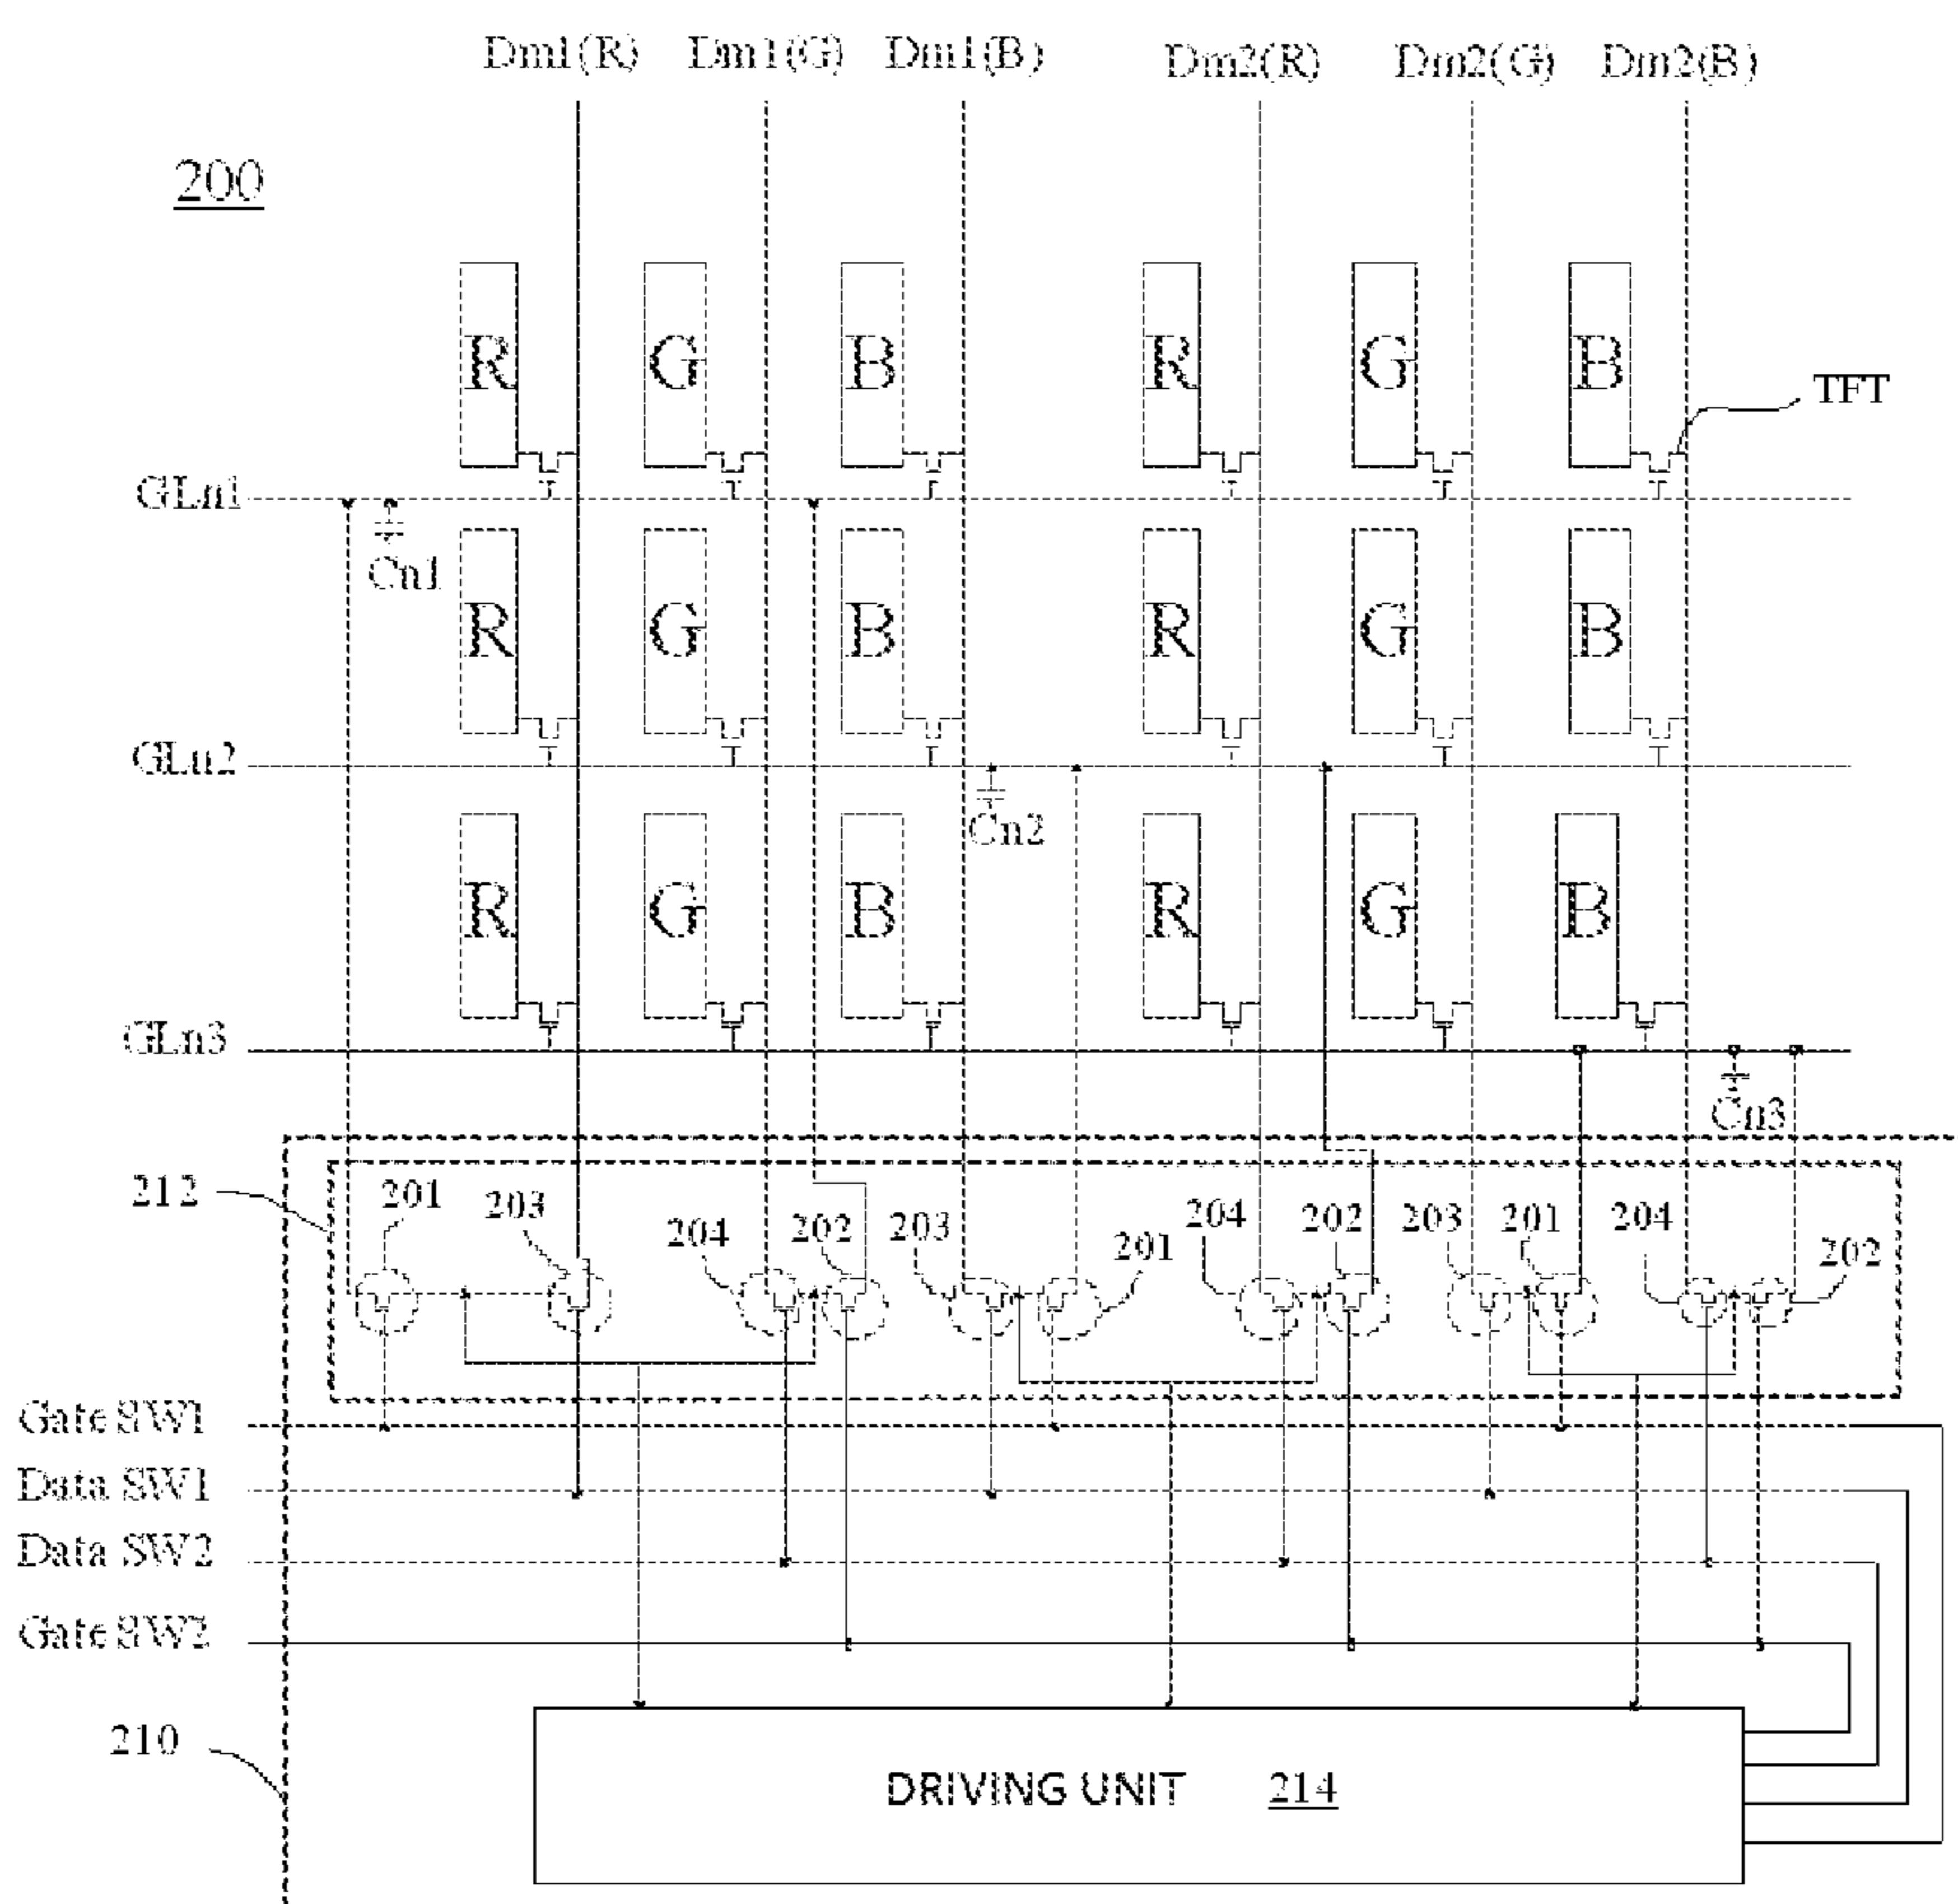 Dm1(R) Dm1(G) Dm1(B) Dm2(R) Dm2(G) Dm2(B)
200
R G B R G B
TFT
GLn1
Cn1
R G B R G B
GLn2
Cn2
R G B R G B
GLn3
Cn3
212 201 203 204 202 203 201 204 202 203 201 204 202
Gate SW1
Data SW1
Data SW2
Gate SW2
210
DRIVING UNIT 214